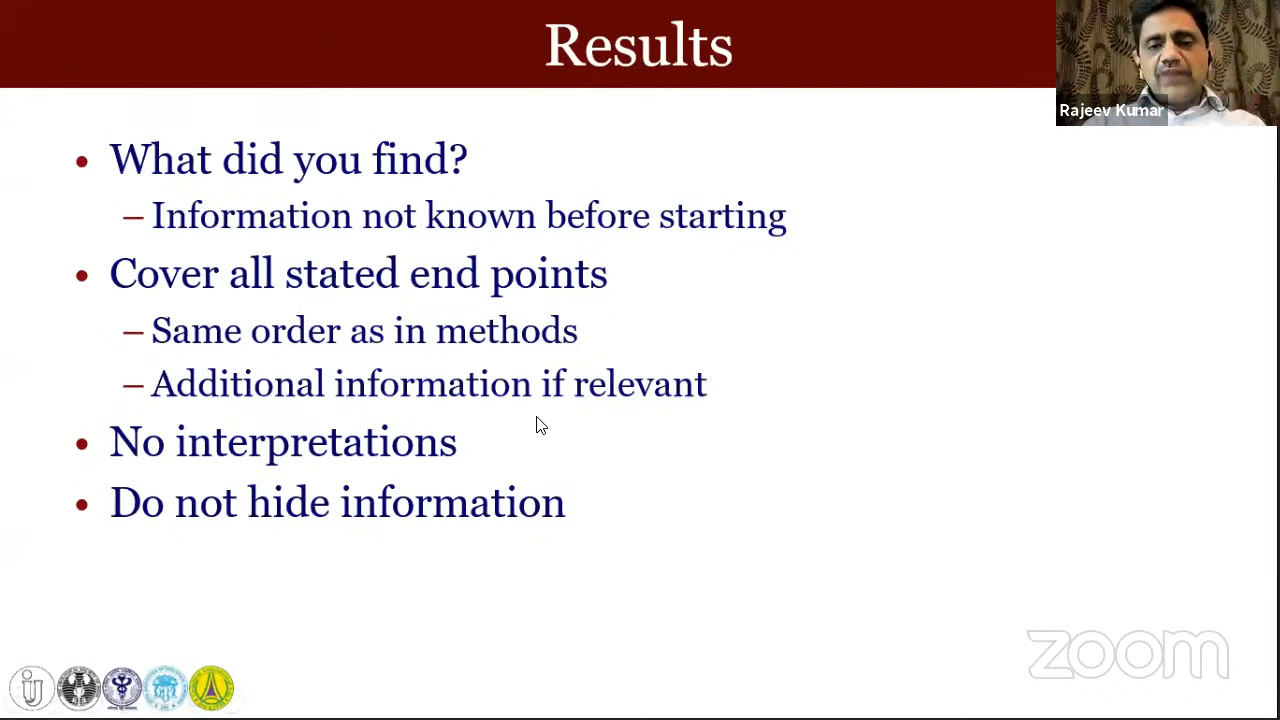 Results
Rajeev Kumar
• What did you find?
– Information not known before starting
• Cover all stated end points
– Same order as in methods
– Additional information if relevant
• No interpretations
• Do not hide information
zoom